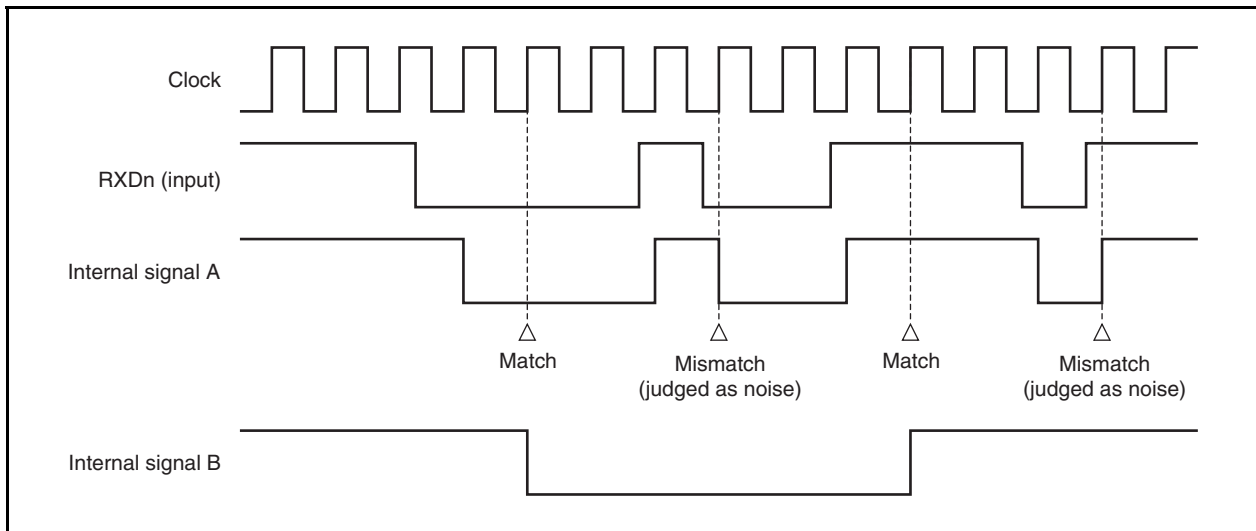 Clock
RXDn (input)
Internal signal A
Match
Mismatch
(judged as noise)
Match
Mismatch
(judged as noise)
Internal signal B